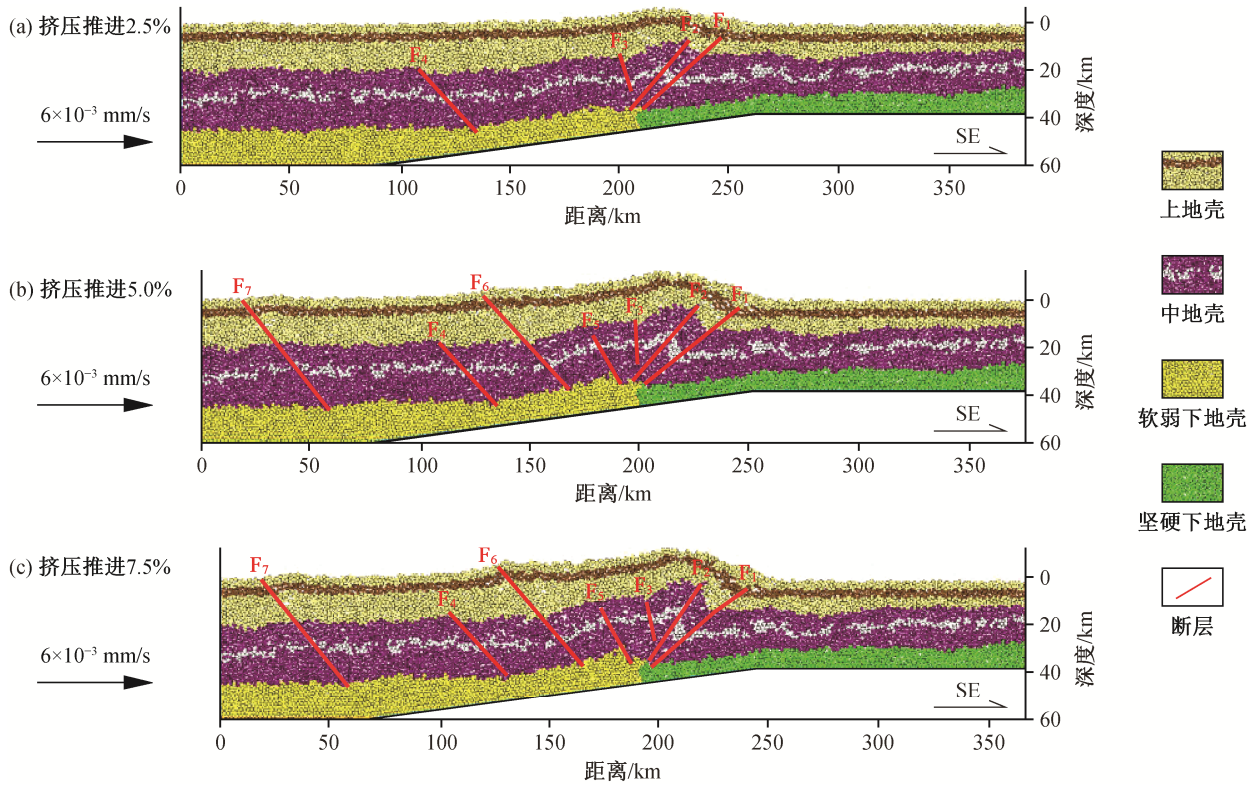 (a) 挤压推进2.5%
F₄
F₃
F₂
F₁
6×10⁻³ mm/s
SE
0
20
40
60
深度/km
0
50
100
150
200
250
300
350
距离/km
(b) 挤压推进5.0%
F₇
F₆
F₄
F₅
F₃
F₂
F₁
6×10⁻³ mm/s
SE
0
20
40
60
深度/km
0
50
100
150
200
250
300
350
距离/km
(c) 挤压推进7.5%
F₇
F₆
F₄
F₅
F₃
F₂
F₁
6×10⁻³ mm/s
SE
0
20
40
60
深度/km
0
50
100
150
200
250
300
350
距离/km
上地壳
中地壳
软弱下地壳
坚硬下地壳
断层